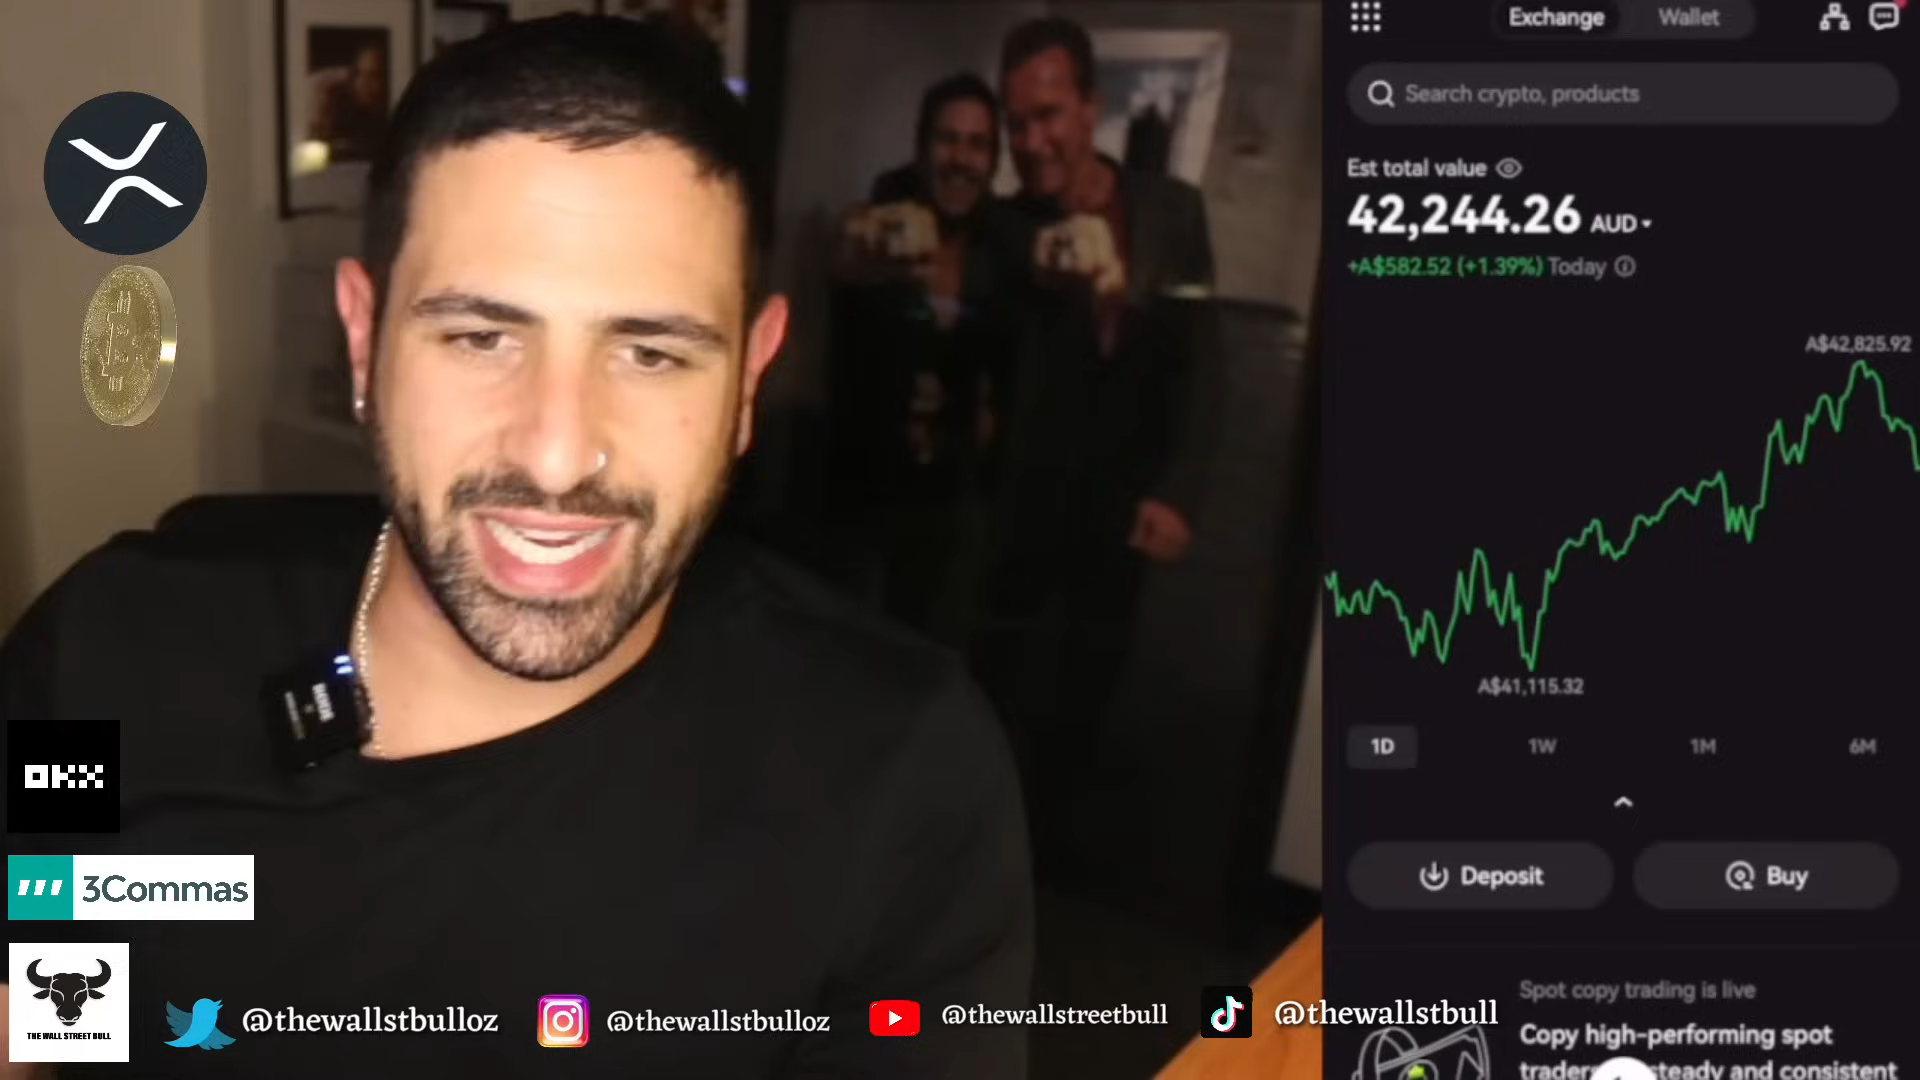 Exchange
Wallet
Search crypto, products
Est total value
42,244.26 AUD
+A$582.52 (+1.39%) Today
A$42,825.92
A$41,115.32
1D
1W
1M
6M
Deposit
Buy
Spot copy trading is live
Copy high-performing spot
traders
steady and consistent
RØDE
OKX
3Commas
THE WALL STREET BULL
@thewallstbulloz
@thewallstbulloz
@thewallstreetbull
@thewallstbull